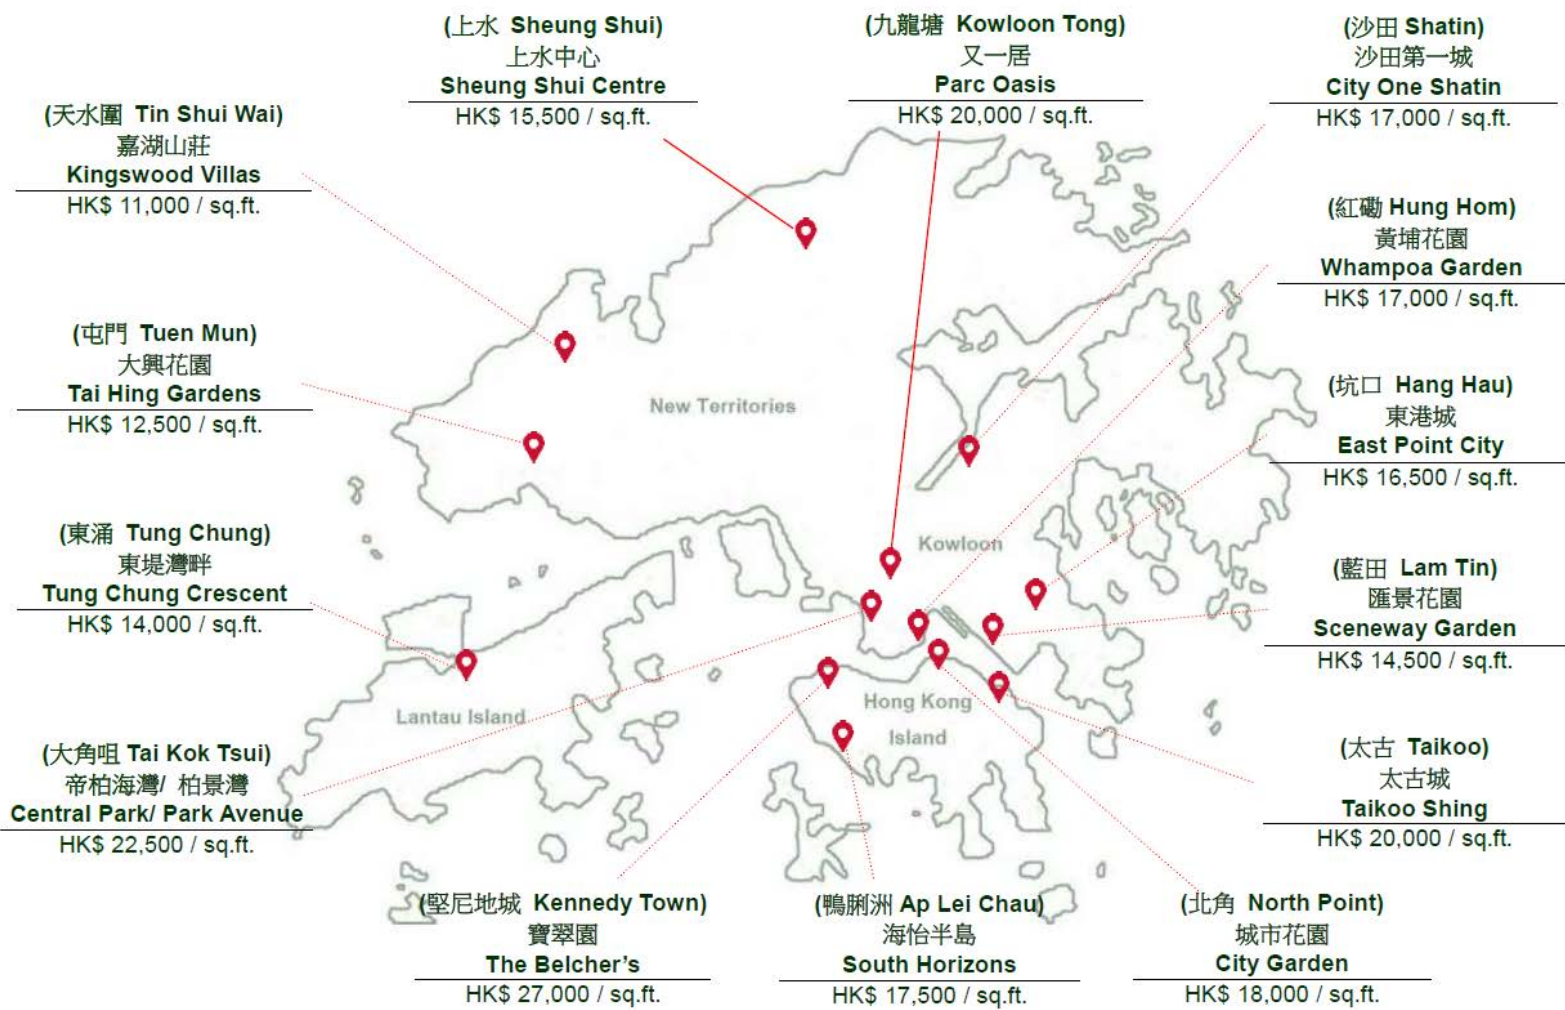 (上水 Sheung Shui)
上水中心
Sheung Shui Centre
HK$ 15,500 / sq.ft.
(九龍塘 Kowloon Tong)
又一居
Parc Oasis
HK$ 20,000 / sq.ft.
(沙田 Shatin)
沙田第一城
City One Shatin
HK$ 17,000 / sq.ft.
(天水圍 Tin Shui Wai)
嘉湖山莊
Kingswood Villas
HK$ 11,000 / sq.ft.
(紅磡 Hung Hom)
黃埔花園
Whampoa Garden
HK$ 17,000 / sq.ft.
(屯門 Tuen Mun)
大興花園
Tai Hing Gardens
HK$ 12,500 / sq.ft.
New Territories
(坑口 Hang Hau)
東港城
East Point City
HK$ 16,500 / sq.ft.
(東涌 Tung Chung)
東堤灣畔
Tung Chung Crescent
HK$ 14,000 / sq.ft.
Kowloon
(藍田 Lam Tin)
匯景花園
Sceneway Garden
HK$ 14,500 / sq.ft.
Lantau Island
Hong Kong
Island
(大角咀 Tai Kok Tsui)
帝柏海灣/ 柏景灣
Central Park/ Park Avenue
HK$ 22,500 / sq.ft.
(太古 Taikoo)
太古城
Taikoo Shing
HK$ 20,000 / sq.ft.
(堅尼地城 Kennedy Town)
寶翠園
The Belcher's
HK$ 27,000 / sq.ft.
(鴨脷洲 Ap Lei Chau)
海怡半島
South Horizons
HK$ 17,500 / sq.ft.
(北角 North Point)
城市花園
City Garden
HK$ 18,000 / sq.ft.